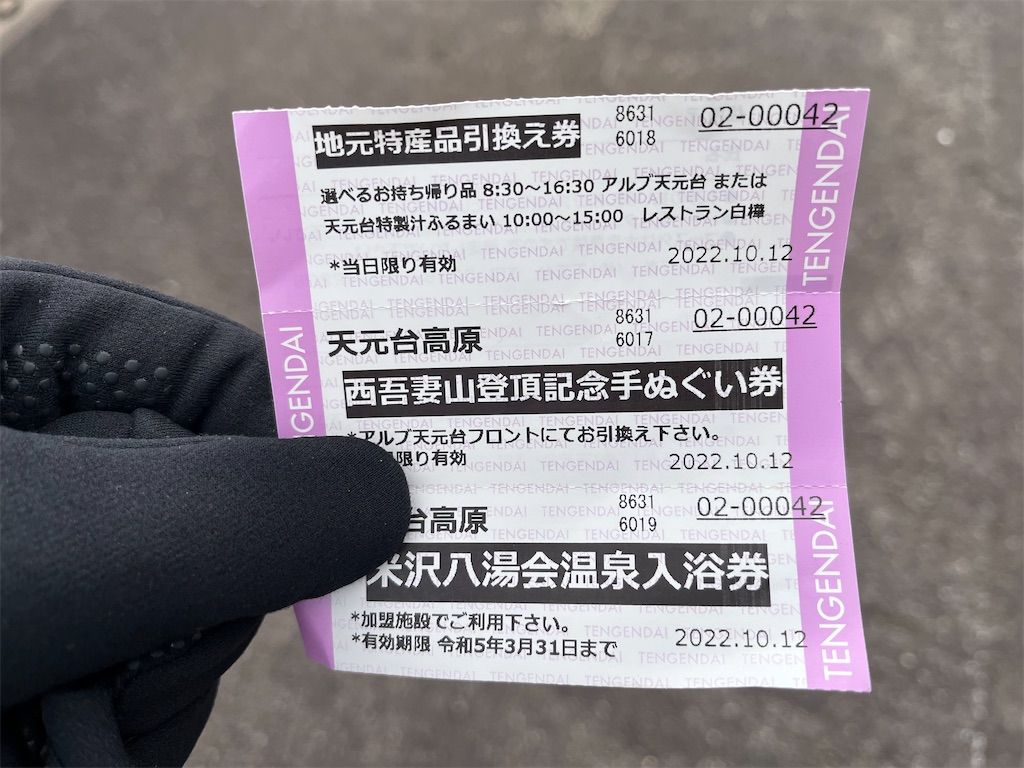 地元特産品引換え券
8631
6018
02-00042
選べるお持ち帰り品 8:30～16:30 アルブ天元台 または
天元台特製汁ふるまい 10:00～15:00 レストラン白樺
*当日限り有効
2022.10.12
天元台高原
8631
6017
02-00042
西吾妻山登頂記念手ぬぐい券
*アルブ天元台フロントにてお引換え下さい。
限り有効
2022.10.12
台高原
8631
6019
02-00042
米沢八湯会温泉入浴券
*加盟施設でご利用下さい。
*有効期限 令和5年3月31日まで
2022.10.12
TENGENDAI
TENGENDAI
GENDAI